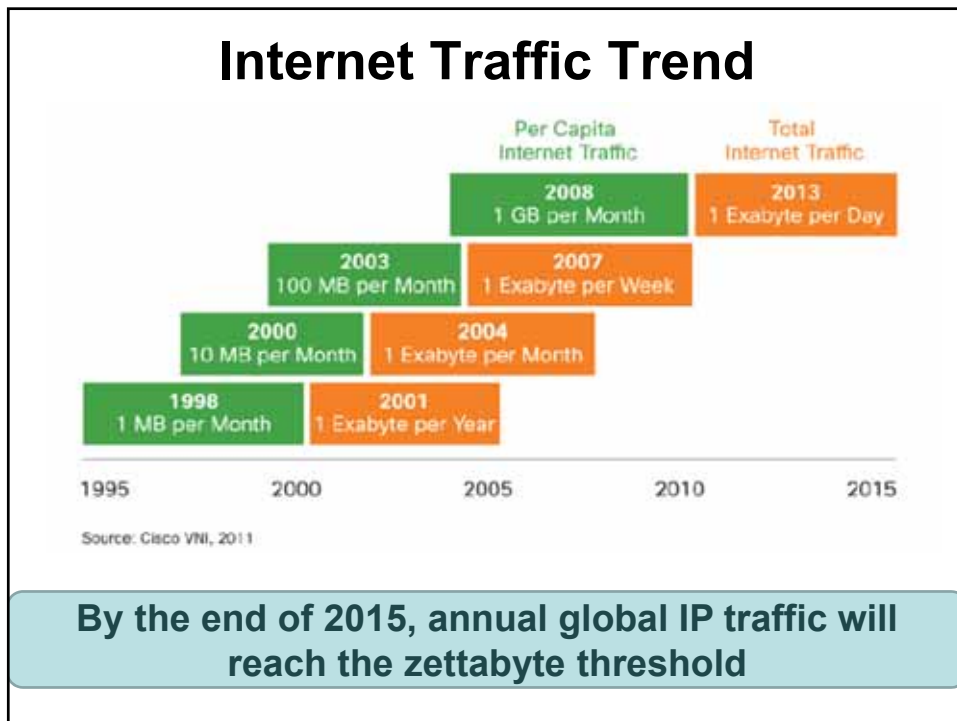 Internet Traffic Trend
Per Capita
Internet Traffic
Total
Internet Traffic
2008
1 GB per Month
2013
1 Exabyte per Day
2003
100 MB per Month
2007
1 Exabyte per Week
2000
10 MB per Month
2004
1 Exabyte per Month
1998
1 MB per Month
2001
1 Exabyte per Year
1995 2000 2005 2010 2015
Source: Cisco VNI, 2011
By the end of 2015, annual global IP traffic will
reach the zettabyte threshold